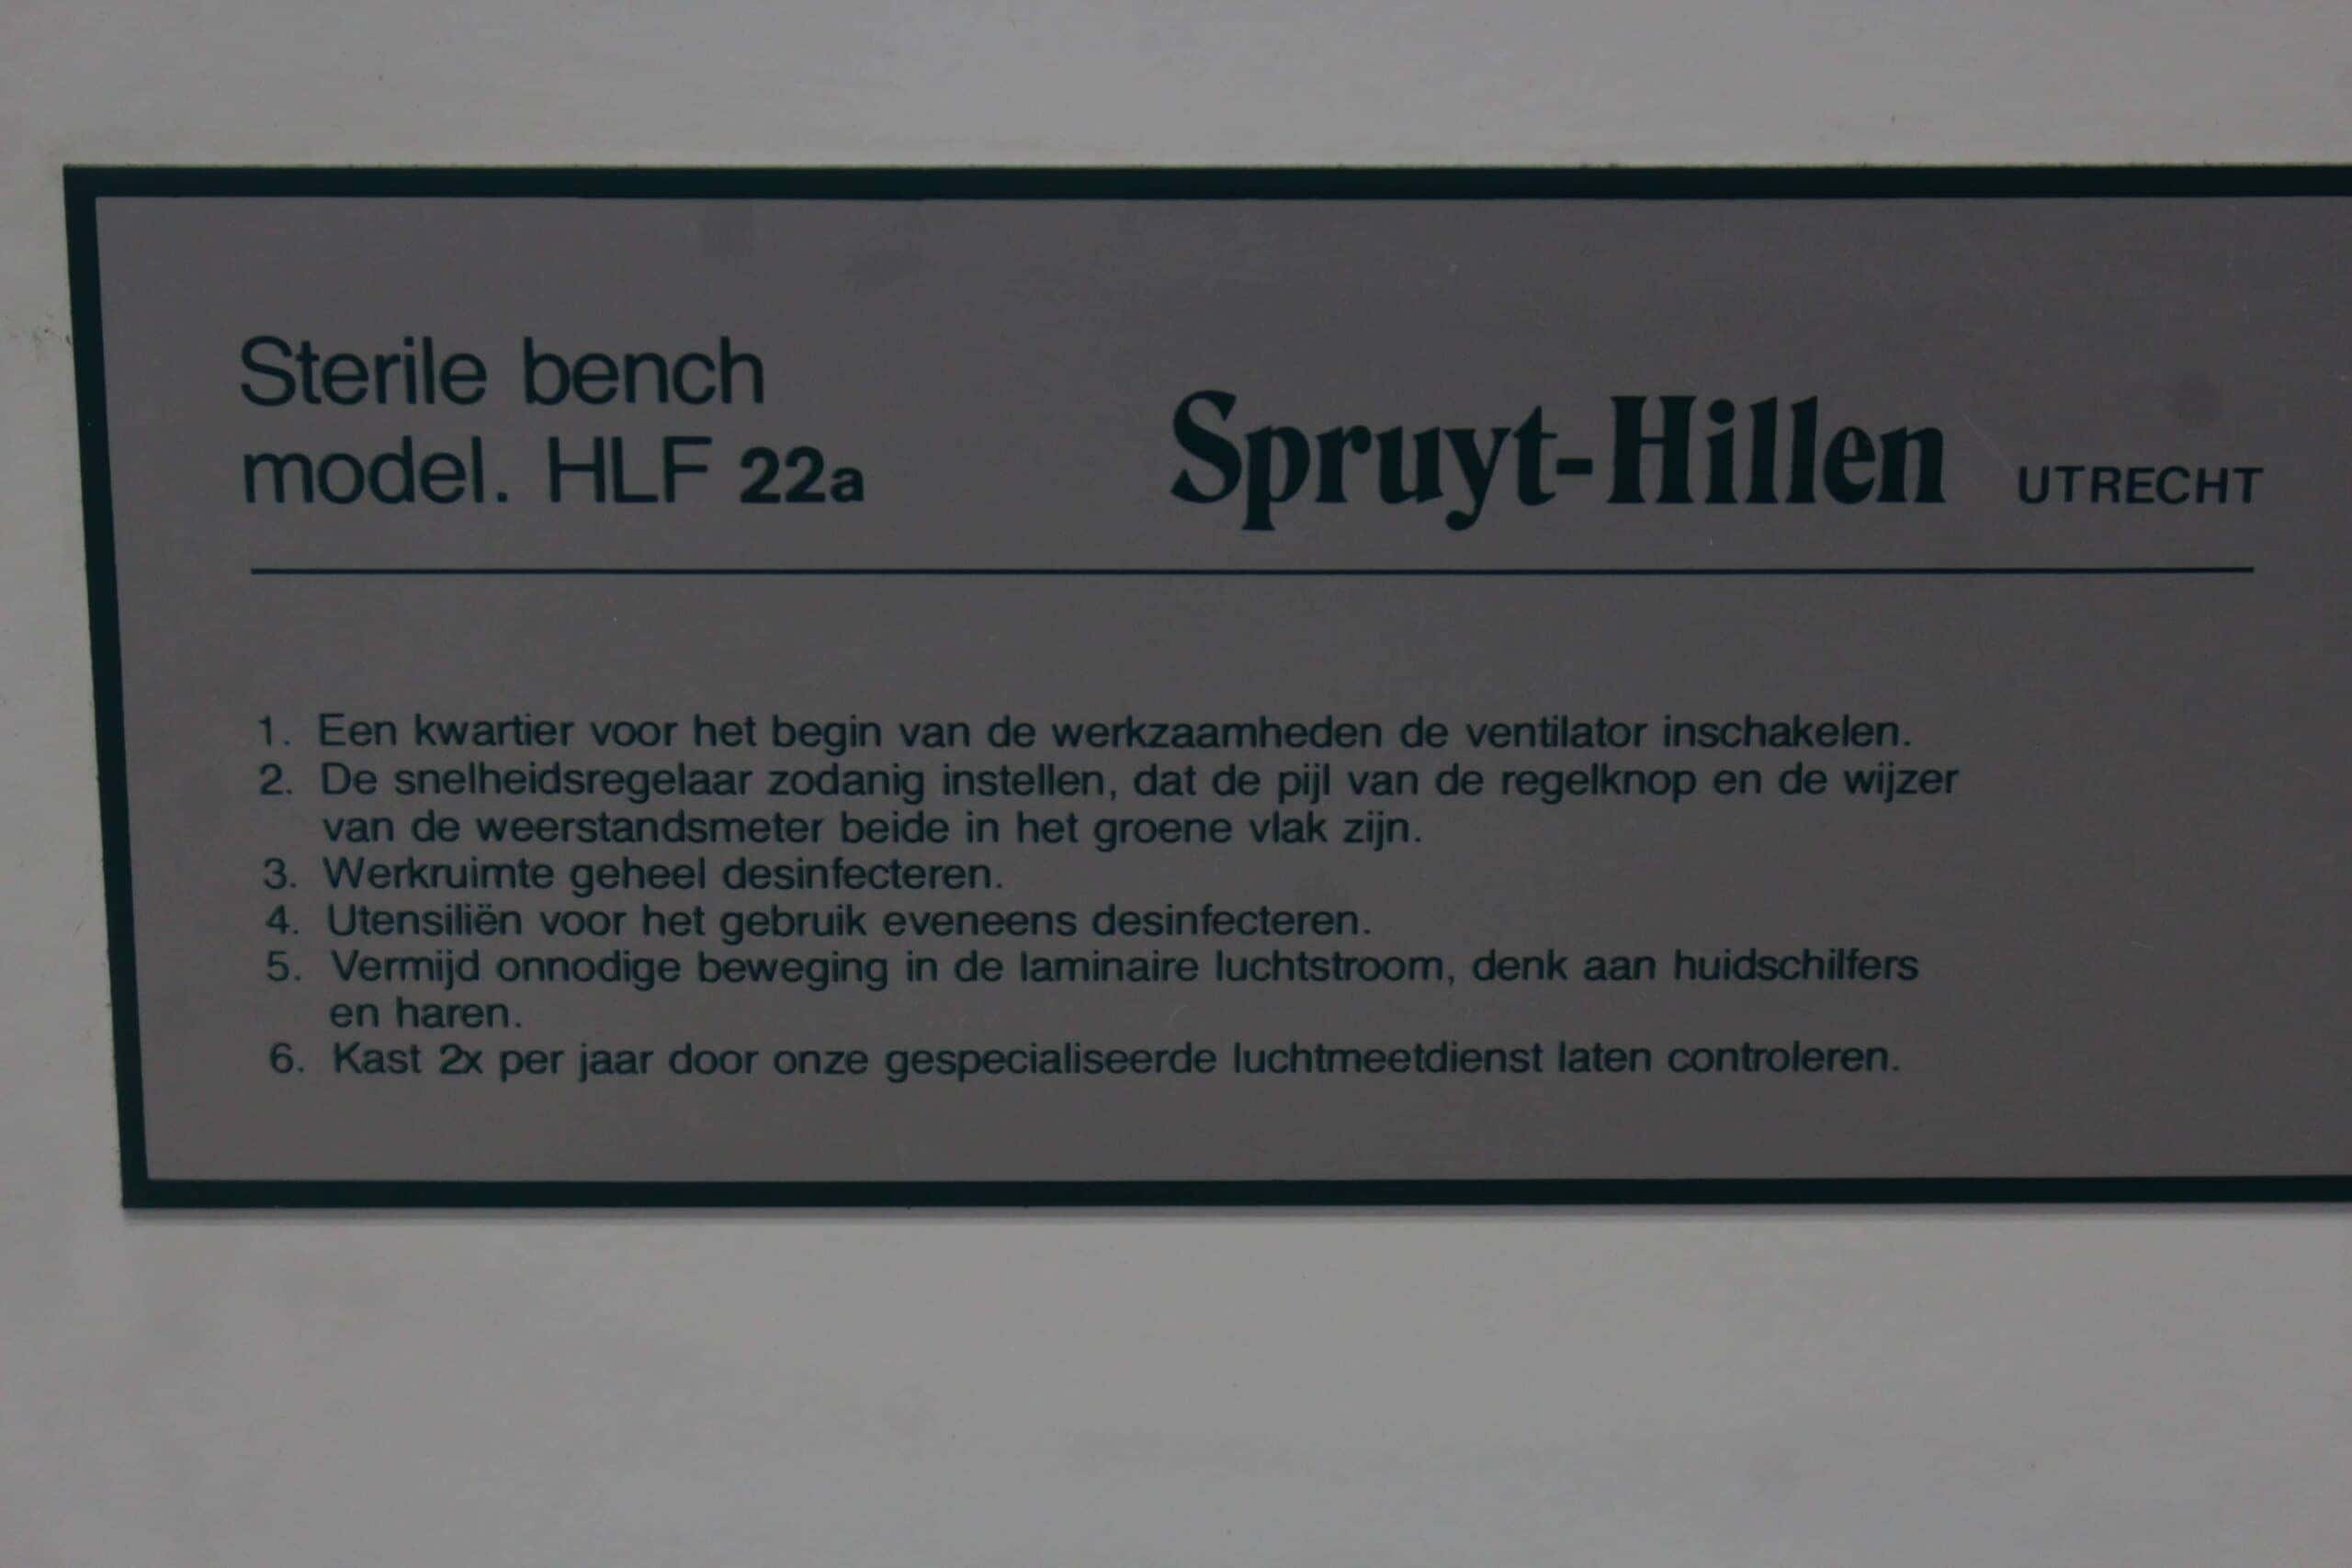 Sterile bench
model. HLF 22a
Spruyt-Hillen UTRECHT
1. Een kwartier voor het begin van de werkzaamheden de ventilator inschakelen.
2. De snelheidsregelaar zodanig instellen, dat de pijl van de regelknop en de wijzer
van de weerstandsmeter beide in het groene vlak zijn.
3. Werkruimte geheel desinfecteren.
4. Utensiliën voor het gebruik eveneens desinfecteren.
5. Vermijd onnodige beweging in de laminaire luchtstroom, denk aan huidschilfers
en haren.
6. Kast 2x per jaar door onze gespecialiseerde luchtmeetdienst laten controleren.